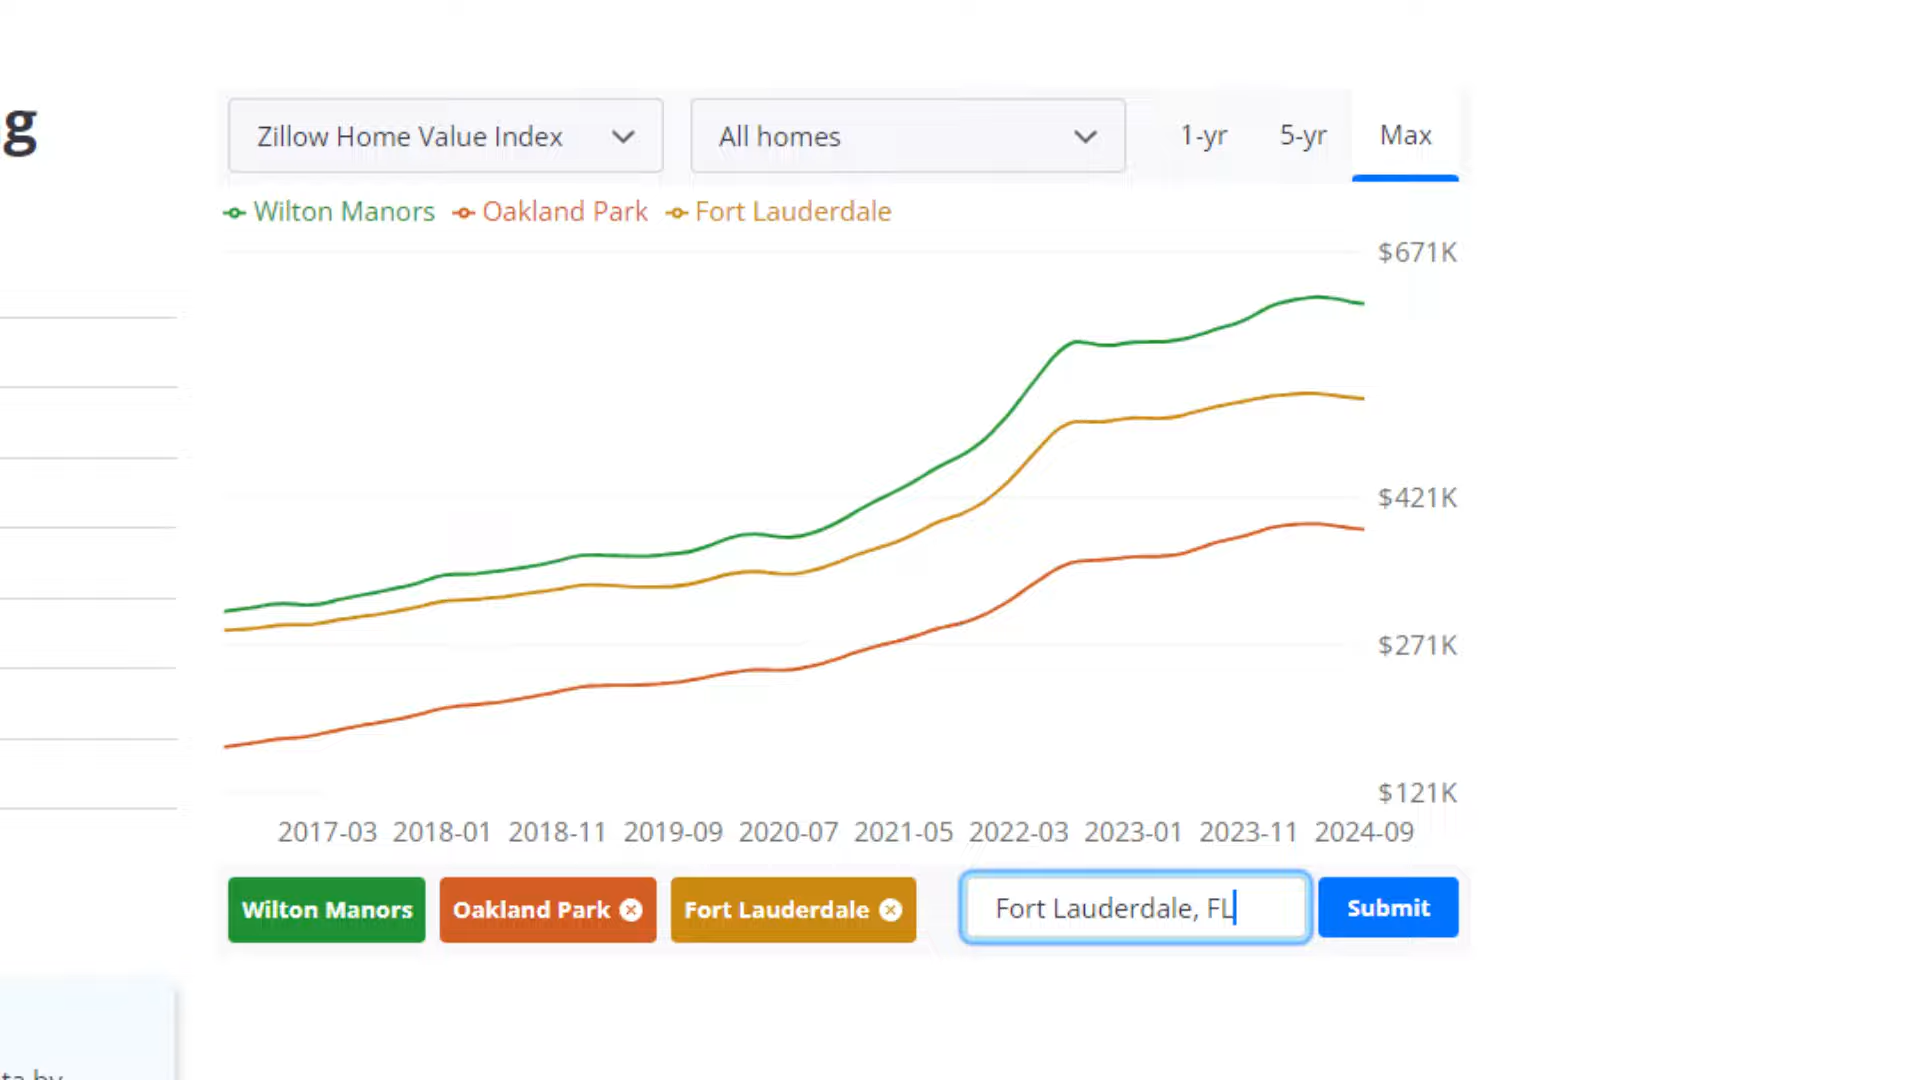 g
Zillow Home Value Index
All homes
1-yr
5-yr
Max
Wilton Manors
Oakland Park
Fort Lauderdale
$671K
$421K
$271K
$121K
2017-03 2018-01 2018-11 2019-09 2020-07 2021-05 2022-03 2023-01 2023-11 2024-09
Wilton Manors
Oakland Park
Fort Lauderdale
Fort Lauderdale, FL
Submit
by